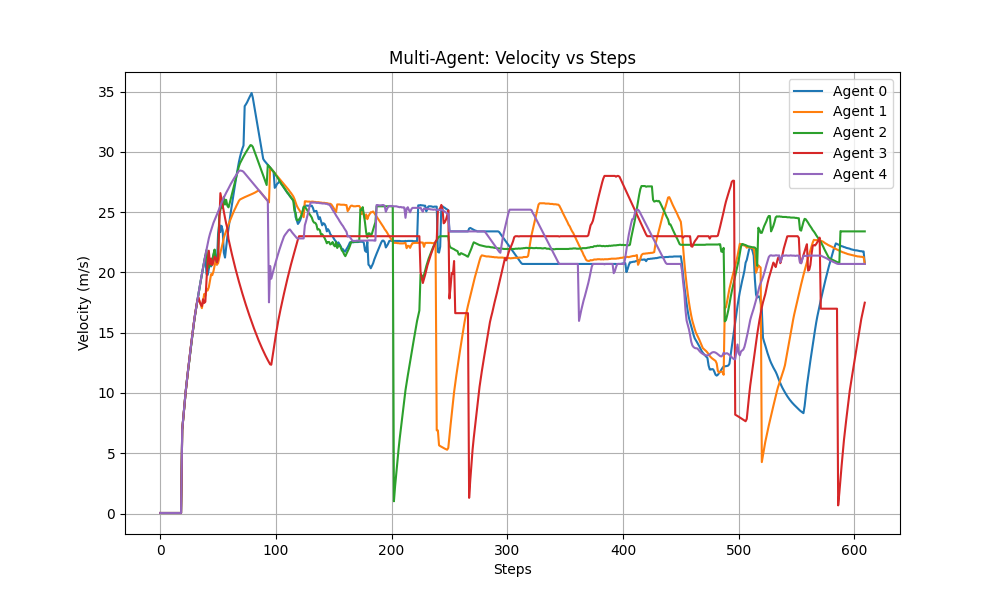 Multi-Agent: Velocity vs Steps
Velocity (m/s)
35
30
25
20
15
10
5
0
0 100 200 300 400 500 600
Steps
Agent 0
Agent 1
Agent 2
Agent 3
Agent 4